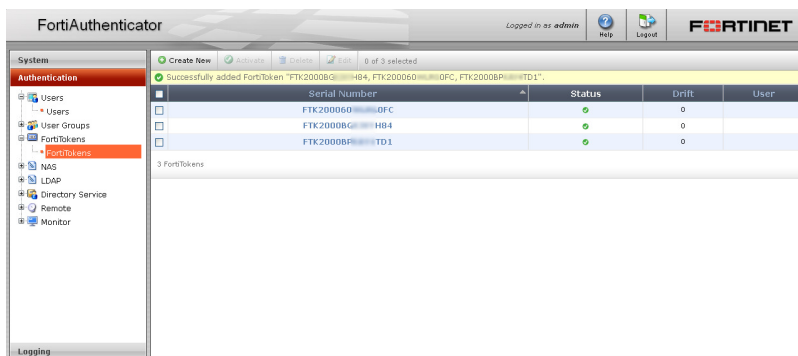 FortiAuthenticator
Logged in as admin
Help
Logout
FORTINET
System
Authentication
Users
Users
User Groups
FortiTokens
FortiTokens
NAS
LDAP
Directory Service
Remote
Monitor
Logging
Create New Activate Delete Edit 0 of 3 selected
Successfully added FortiToken "FTK2000BG H84, FTK200060 0FC, FTK2000BP TD1".
Serial Number Status Drift User
FTK200060 0FC 0
FTK2000BG H84 0
FTK2000BP TD1 0
3 FortiTokens